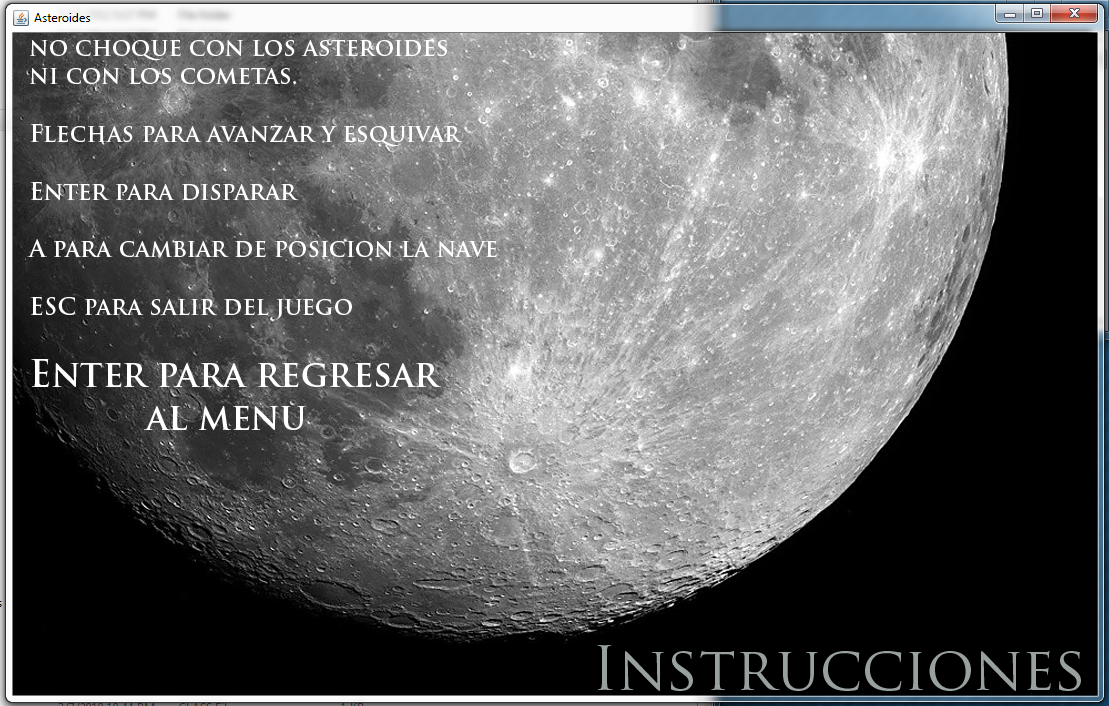 Asteroides
NO CHOQUE CON LOS ASTEROIDES
NI CON LOS COMETAS.
FLECHAS PARA AVANZAR Y ESQUIVAR
ENTER PARA DISPARAR
A PARA CAMBIAR DE POSICION LA NAVE
ESC PARA SALIR DEL JUEGO
ENTER PARA REGRESAR
AL MENÙ
INSTRUCCIONES